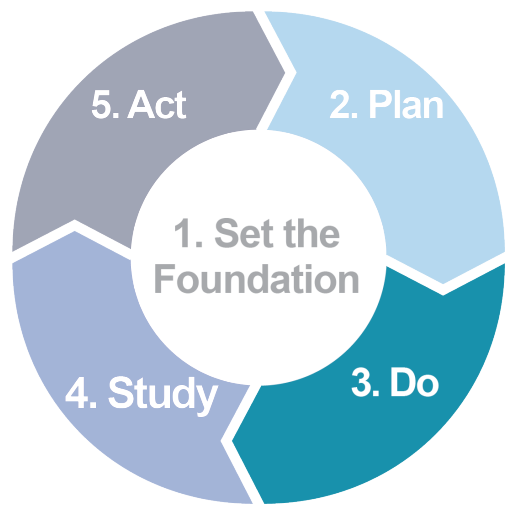 1. Set the
Foundation
2. Plan
3. Do
4. Study
5. Act